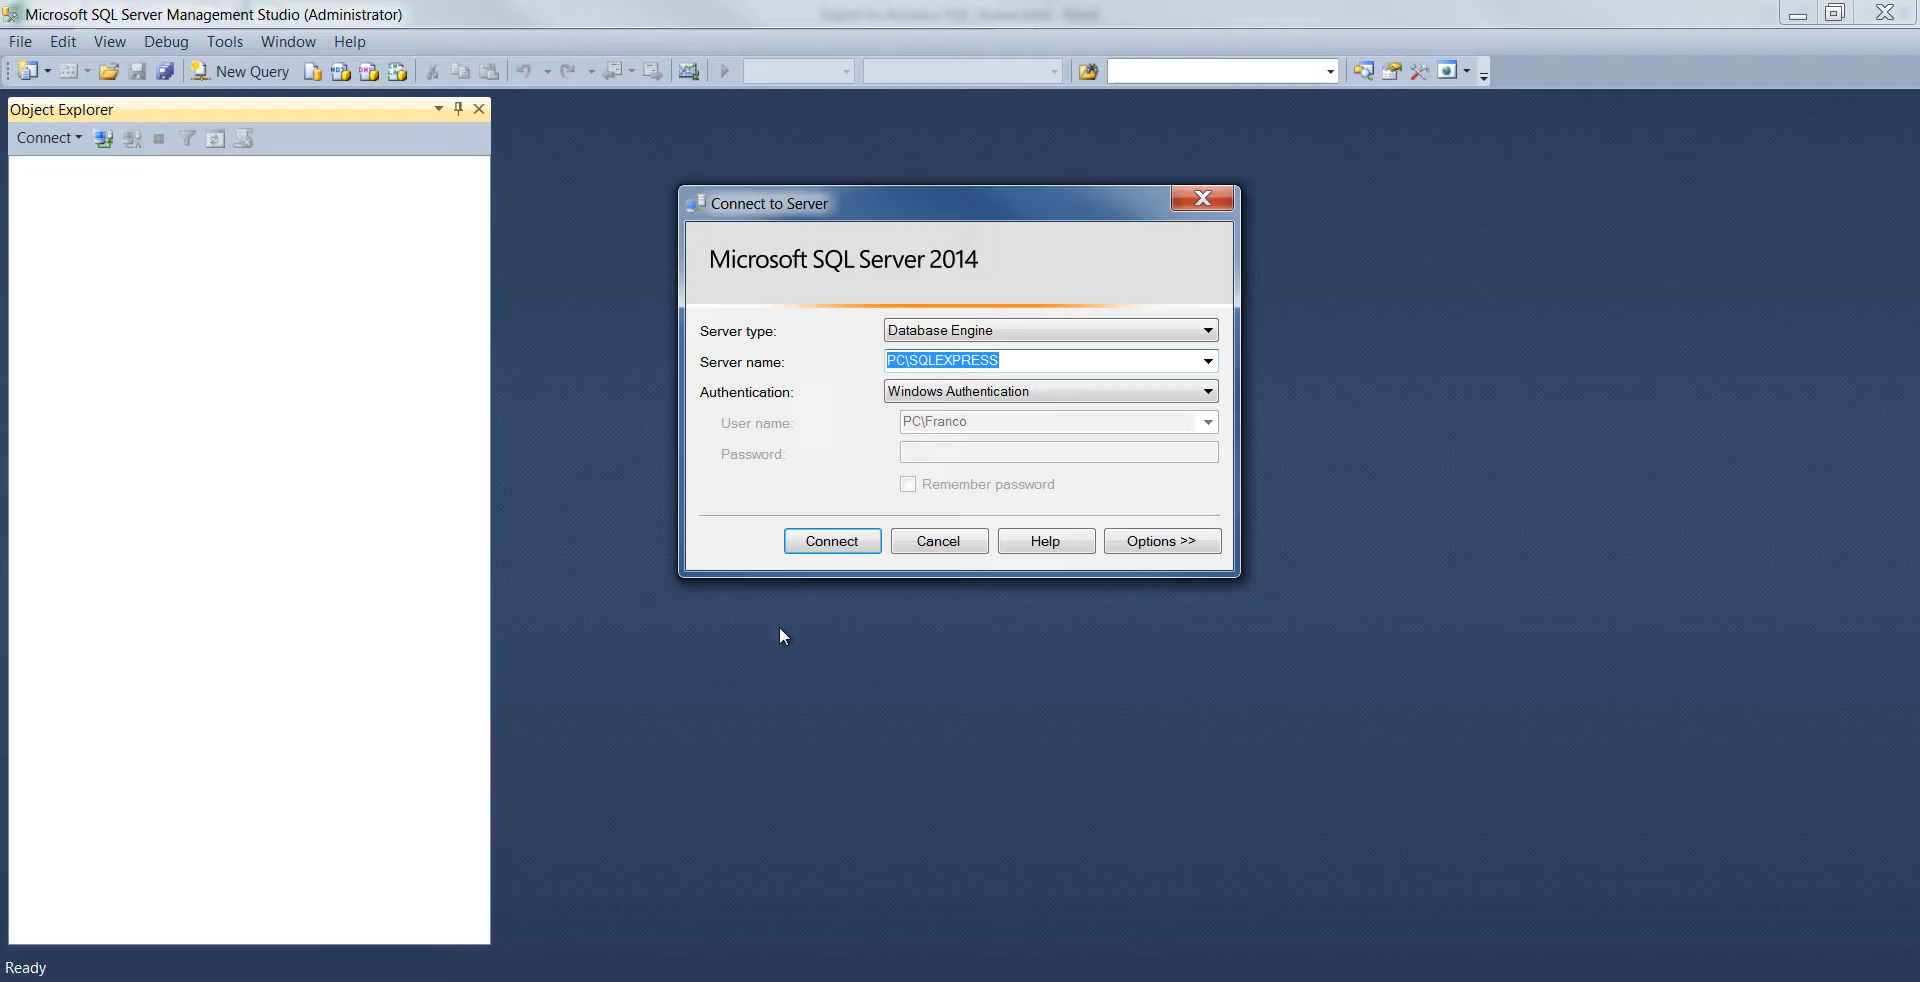 Microsoft SQL Server Management Studio (Administrator)
File Edit View Debug Tools Window Help
New Query
Object Explorer
Connect
Connect to Server
Microsoft SQL Server 2014
Server type: Database Engine
Server name: PC\SQLEXPRESS
Authentication: Windows Authentication
User name: PC\Franco
Password:
Remember password
Connect Cancel Help Options >>
Ready